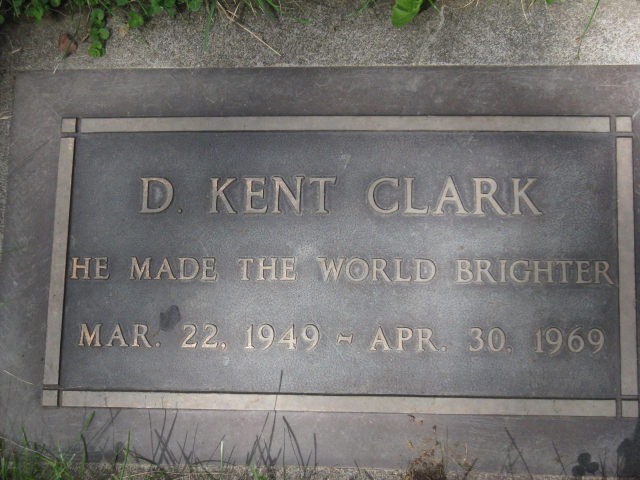 D. KENT CLARK
HE MADE THE WORLD BRIGHTER
MAR. 22, 1949 ~ APR. 30, 1969